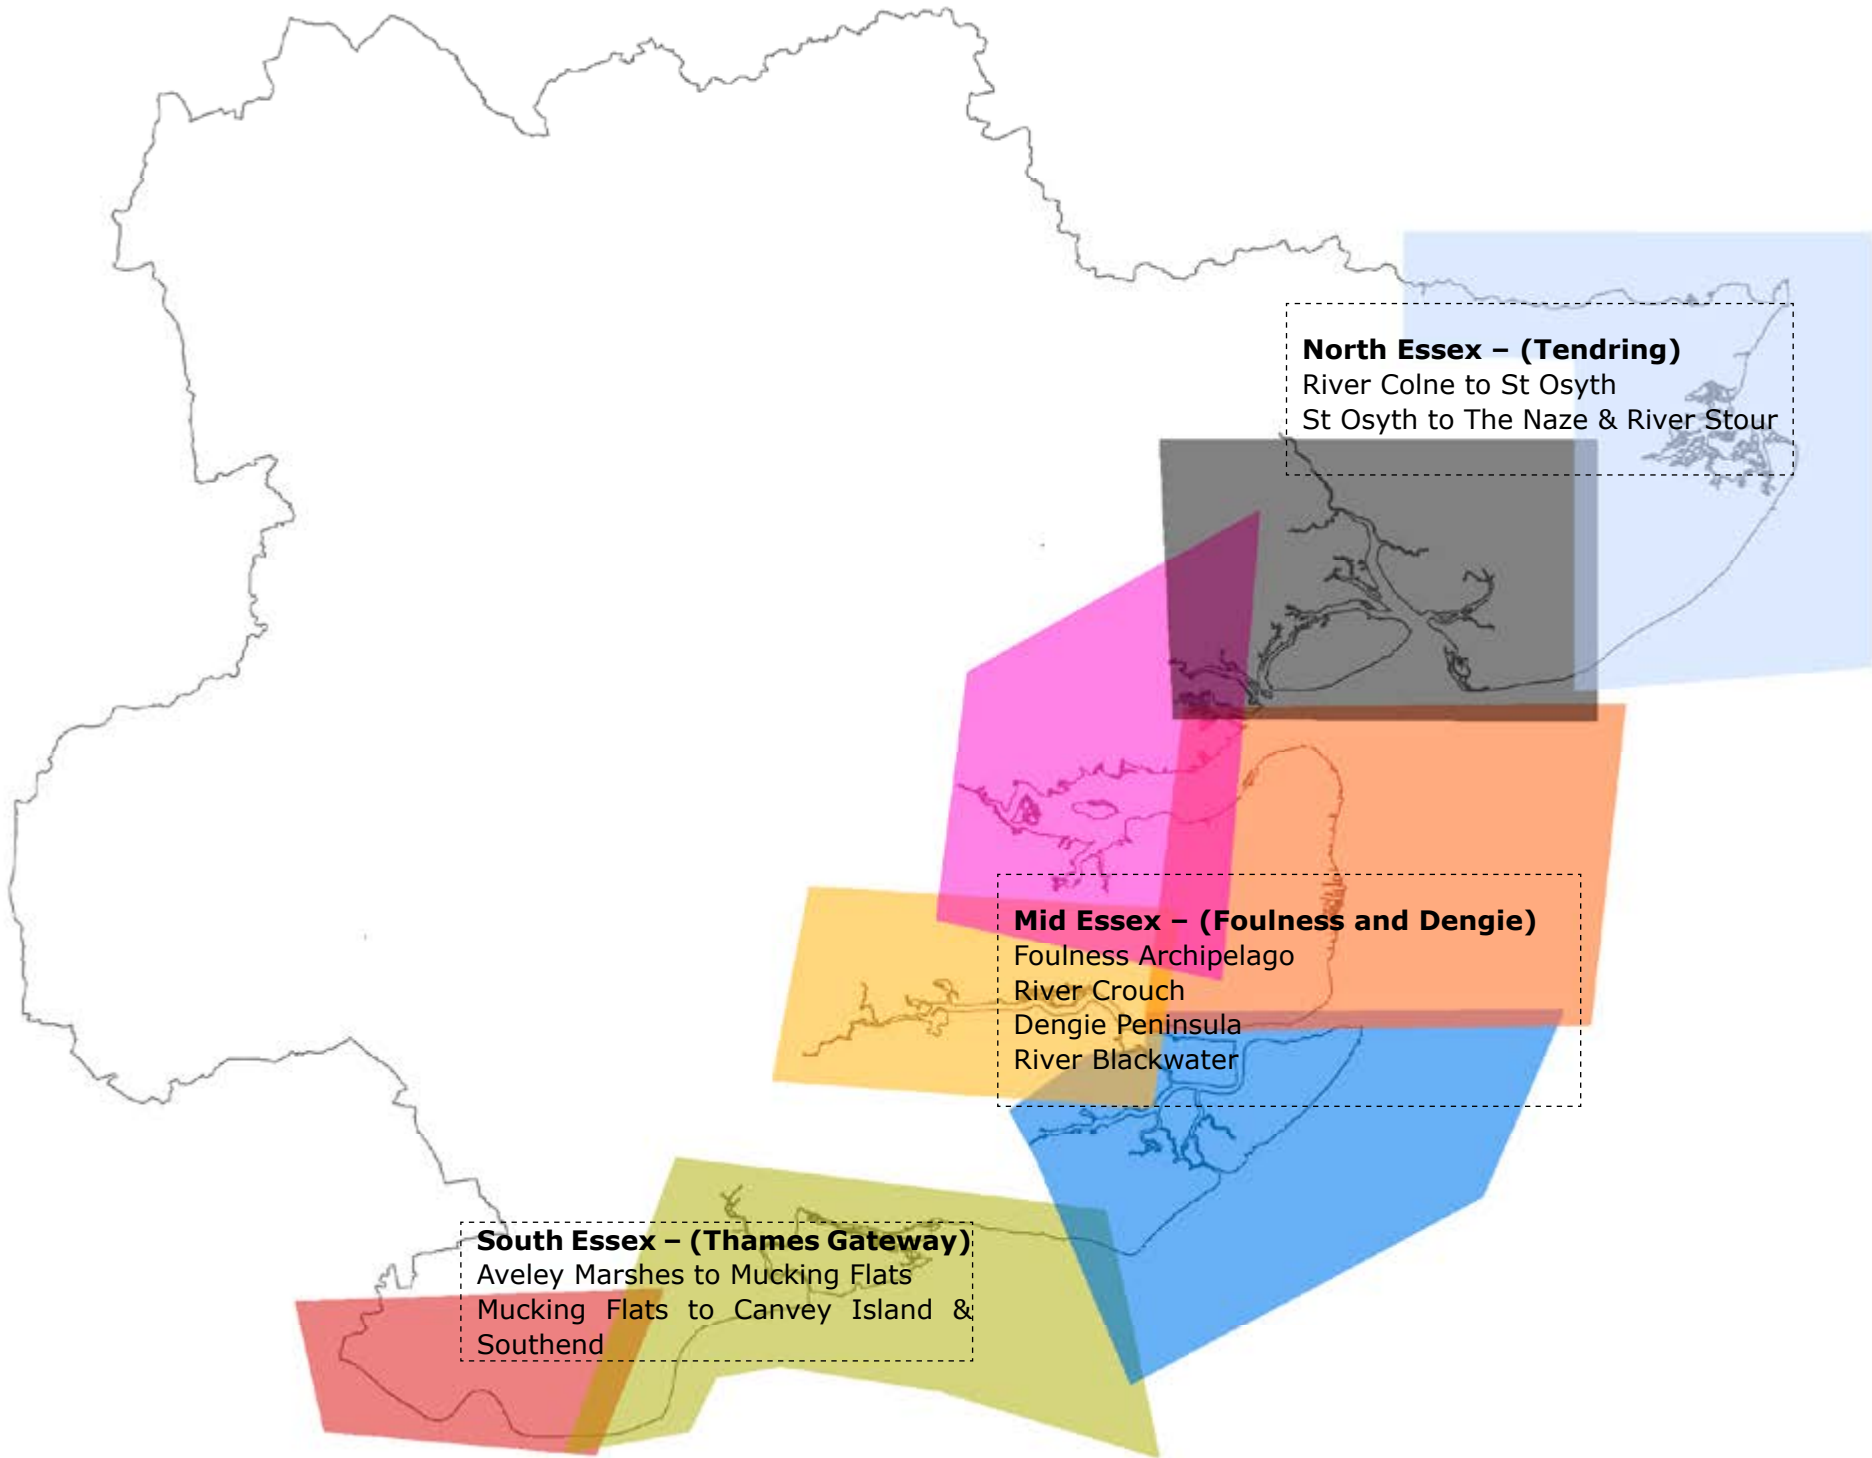 North Essex – (Tendring)
River Colne to St Osyth
St Osyth to The Naze & River Stour
Mid Essex – (Foulness and Dengie)
Foulness Archipelago
River Crouch
Dengie Peninsula
River Blackwater
South Essex – (Thames Gateway)
Aveley Marshes to Mucking Flats
Mucking Flats to Canvey Island &
Southend